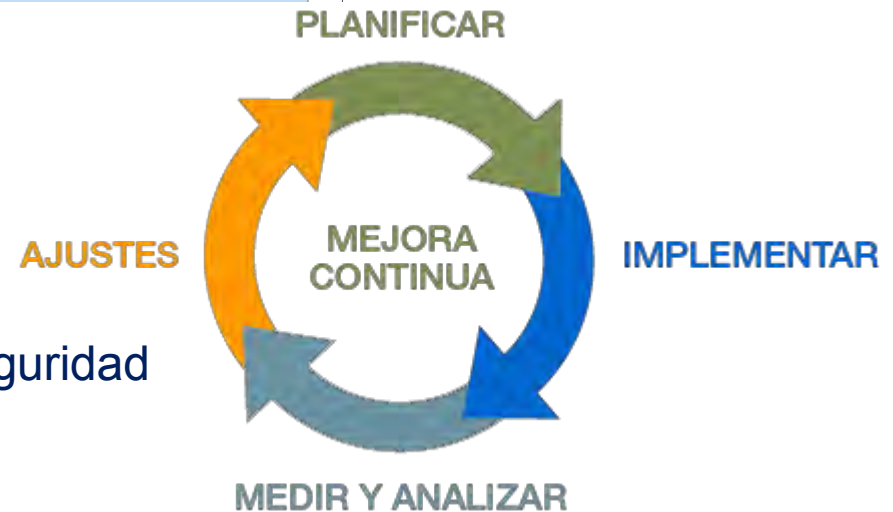 PLANIFICAR
AJUSTES
MEJORA
CONTINUA
IMPLEMENTAR
guridad
MEDIR Y ANALIZAR